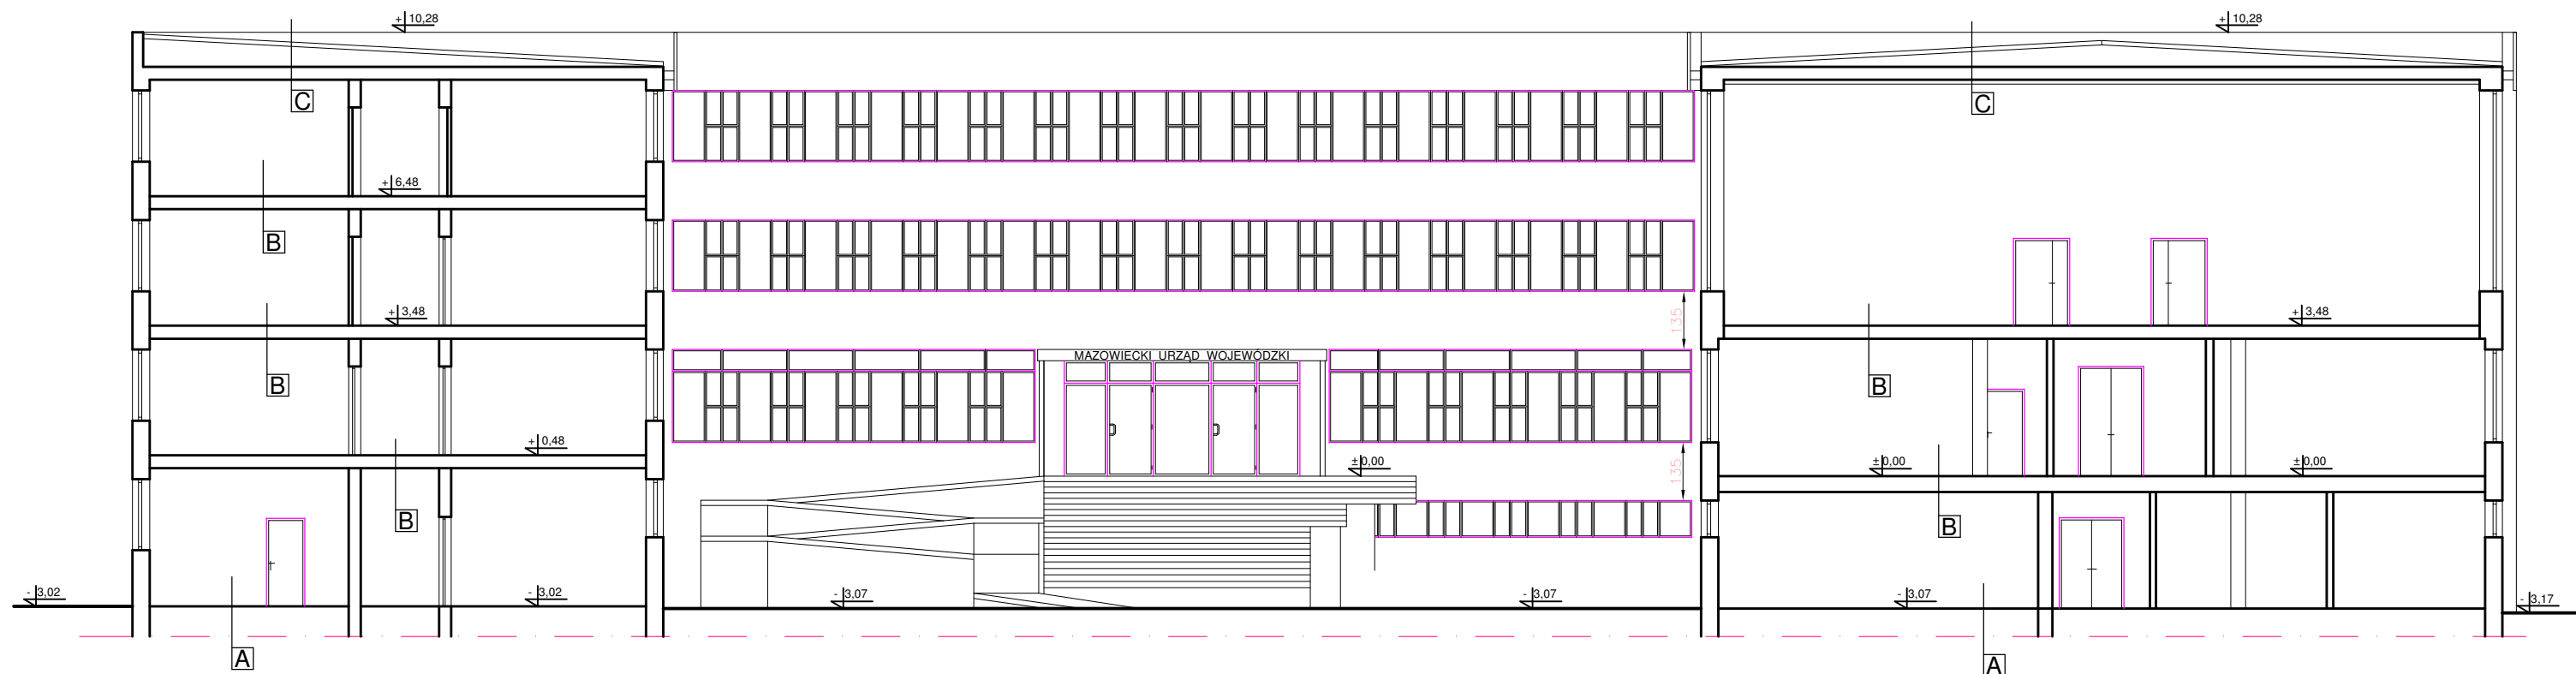 + 10,28
+ 10,28
C
C
+ 6,48
B
+ 3,48
+ 3,48
135
MAZOWIECKI URZĄD WOJEWÓDZKI
B
B
+ 0,48
± 0,00
± 0,00
± 0,00
135
B
B
- 3,02
- 3,02
- 3,07
- 3,07
- 3,07
- 3,17
A
A